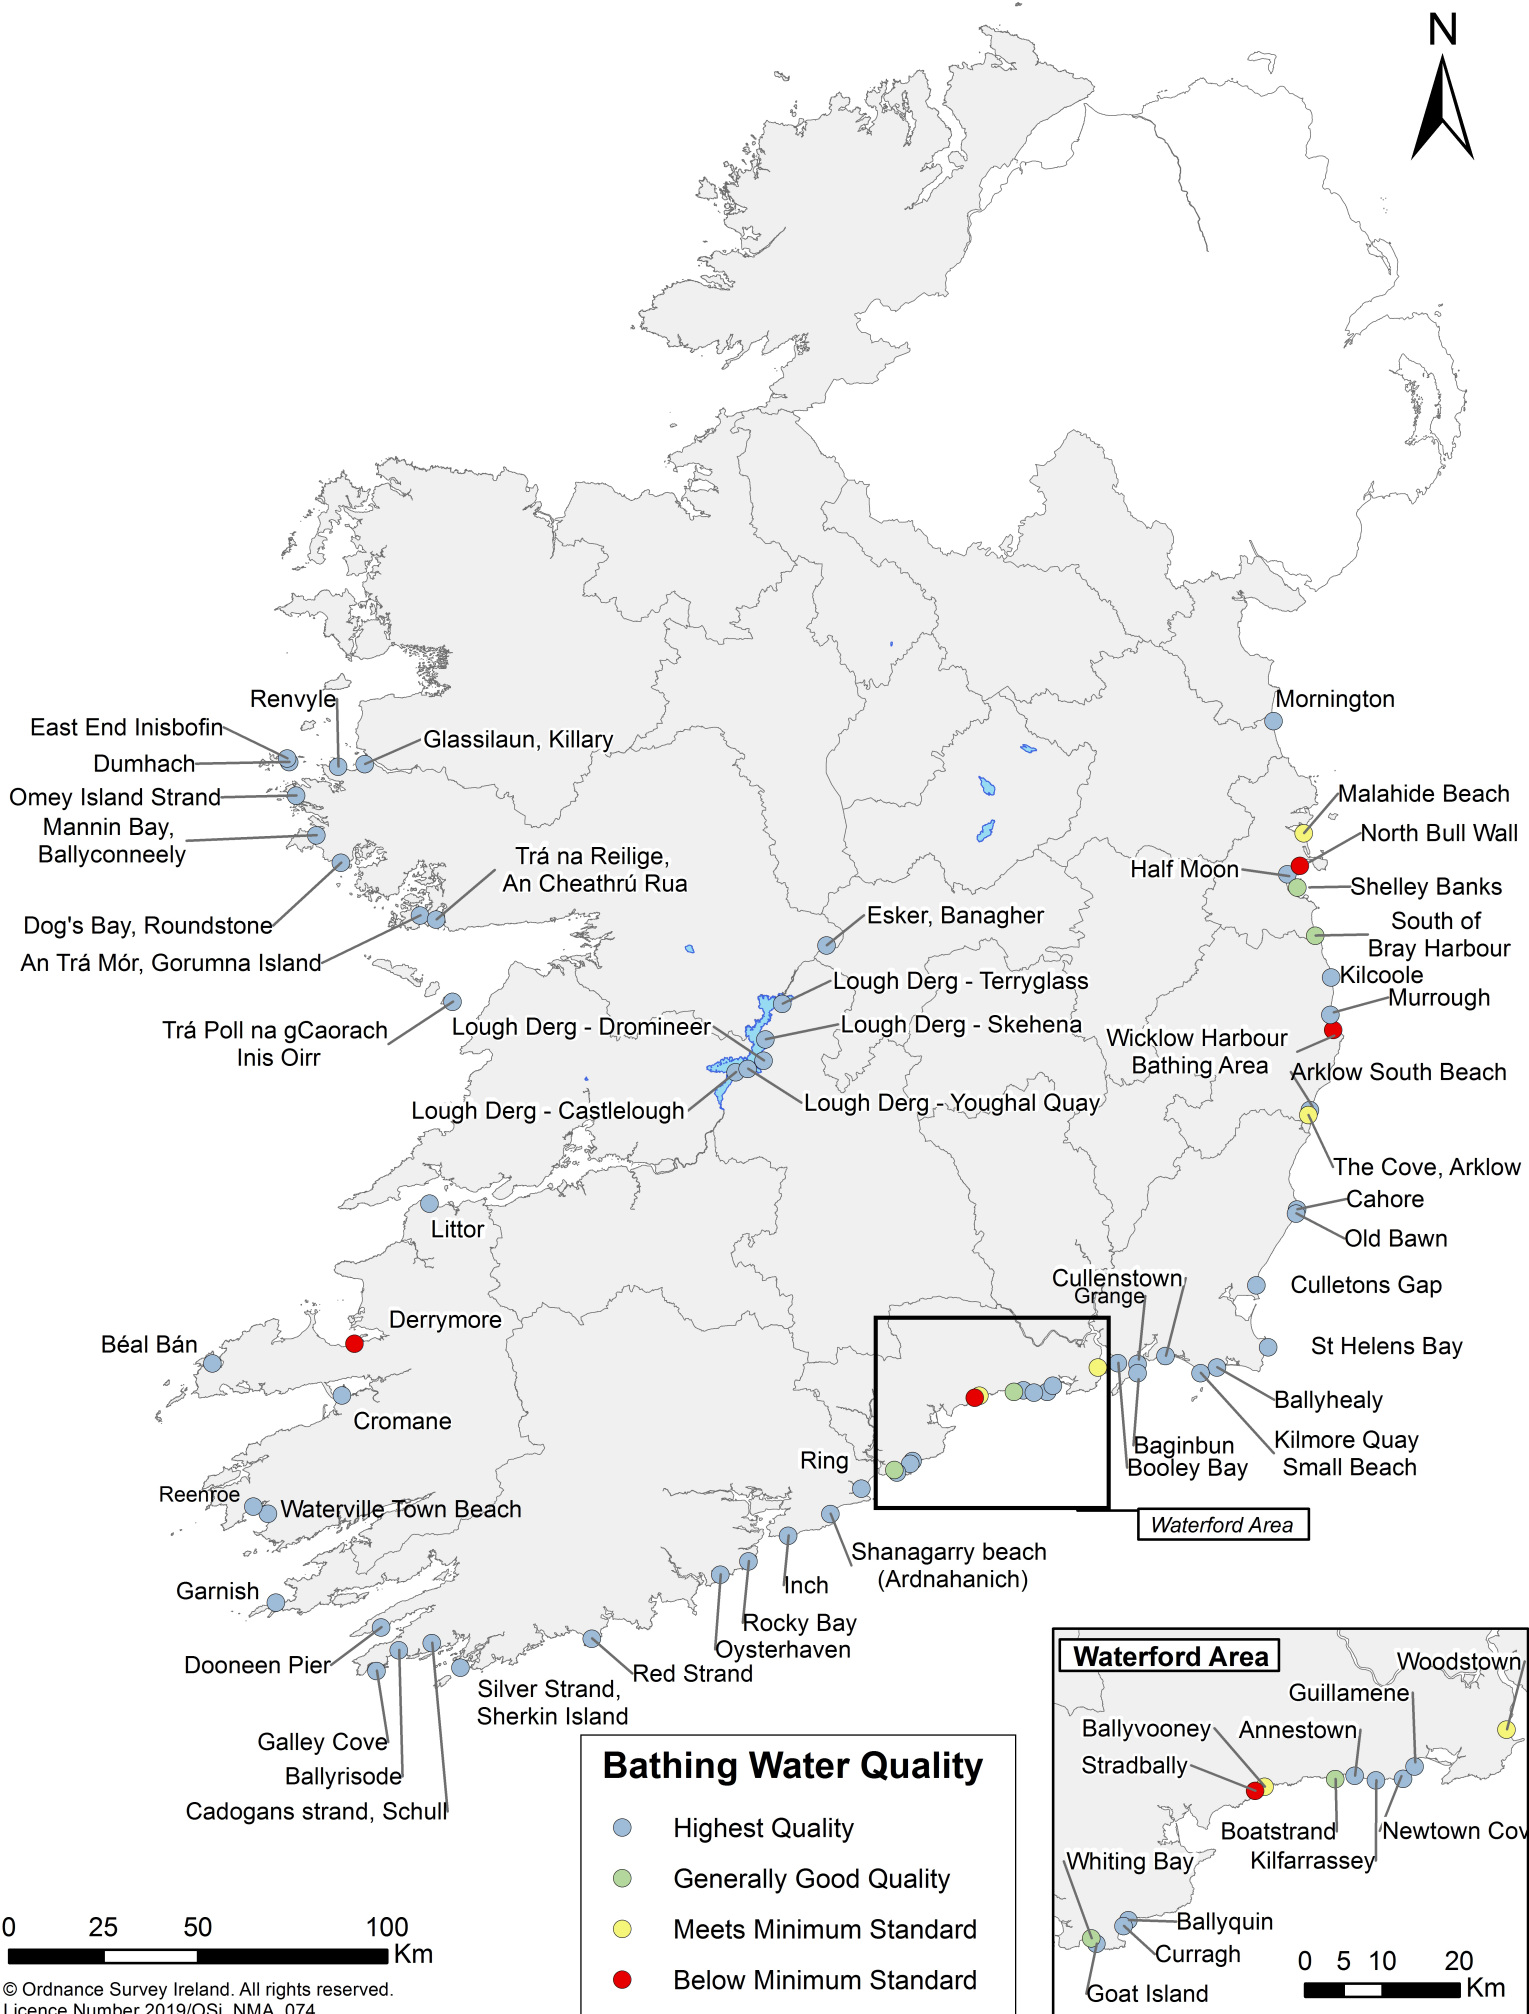 N
Mornington
Renvyle
East End Inisbofin
Glassilaun, Killary
Dumhach
Omey Island Strand
Malahide Beach
Mannin Bay,
Ballyconneely
North Bull Wall
Trá na Reilige,
An Cheathrú Rua
Half Moon
Shelley Banks
Dog's Bay, Roundstone
Esker, Banagher
South of
Bray Harbour
An Trá Mór, Gorumna Island
Kilcoole
Lough Derg - Terryglass
Murrough
Trá Poll na gCaorach
Inis Oirr
Lough Derg - Dromineer
Lough Derg - Skehena
Wicklow Harbour
Bathing Area
Arklow South Beach
Lough Derg - Castlelough
Lough Derg - Youghal Quay
The Cove, Arklow
Cahore
Littor
Old Bawn
Cullenstown
Grange
Culletons Gap
Derrymore
Béal Bán
St Helens Bay
Ballyhealy
Cromane
Baginbun
Booley Bay
Kilmore Quay
Small Beach
Ring
Reenroe
Waterville Town Beach
Waterford Area
Shanagarry beach
(Ardnahanich)
Inch
Garnish
Rocky Bay
Oysterhaven
Dooneen Pier
Red Strand
Silver Strand,
Sherkin Island
Galley Cove
Ballyrisode
Cadogans strand, Schull
Waterford Area
Woodstown
Guillamene
Ballyvooney
Annestown
Stradbally
Boatstrand
Newtown Cov
Kilfarrassey
Whiting Bay
Ballyquin
Curragh
Goat Island
0 5 10 20
Km
Bathing Water Quality
Highest Quality
Generally Good Quality
Meets Minimum Standard
Below Minimum Standard
0 25 50 100
Km
© Ordnance Survey Ireland. All rights reserved.
Licence Number 2019/OSi_NMA_074